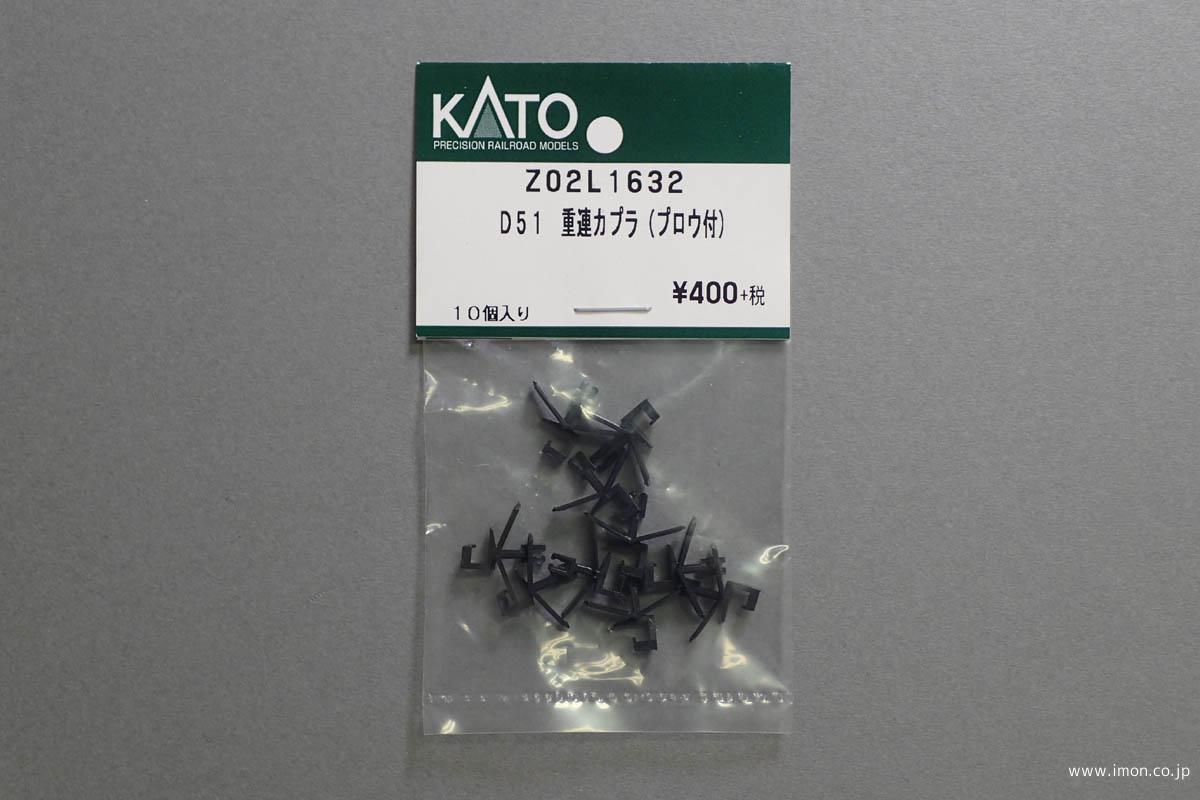 KATO
PRECISION RAILROAD MODELS
Z02L1632
D51 重連カプラ(プロウ付)
¥400+税
10個入り
www.imon.co.jp